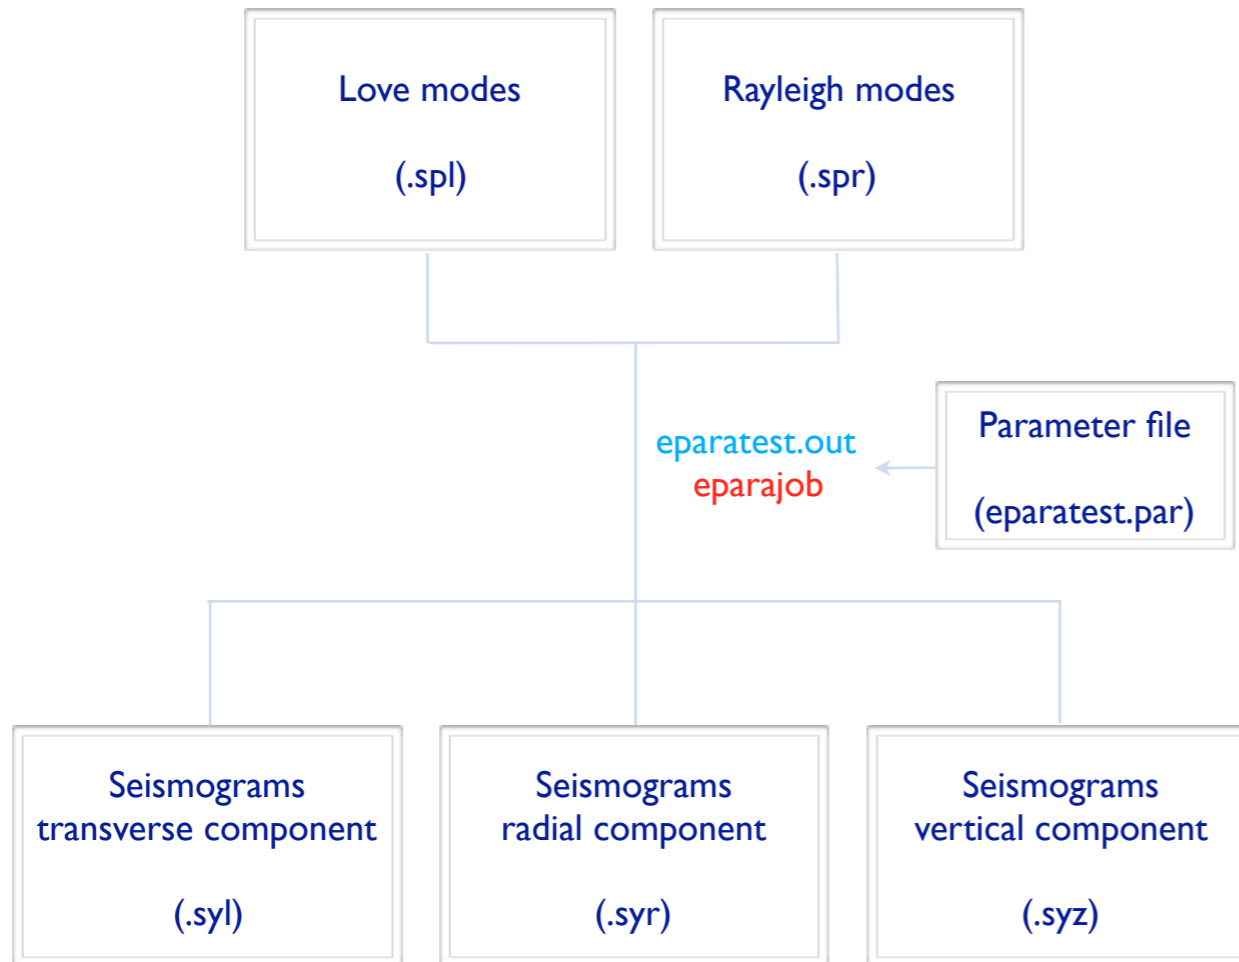 Love modes
(.spl)
Rayleigh modes
(.spr)
eparatest.out
eparajob
Parameter file
(eparatest.par)
Seismograms
transverse component
(.syl)
Seismograms
radial component
(.syr)
Seismograms
vertical component
(.syz)